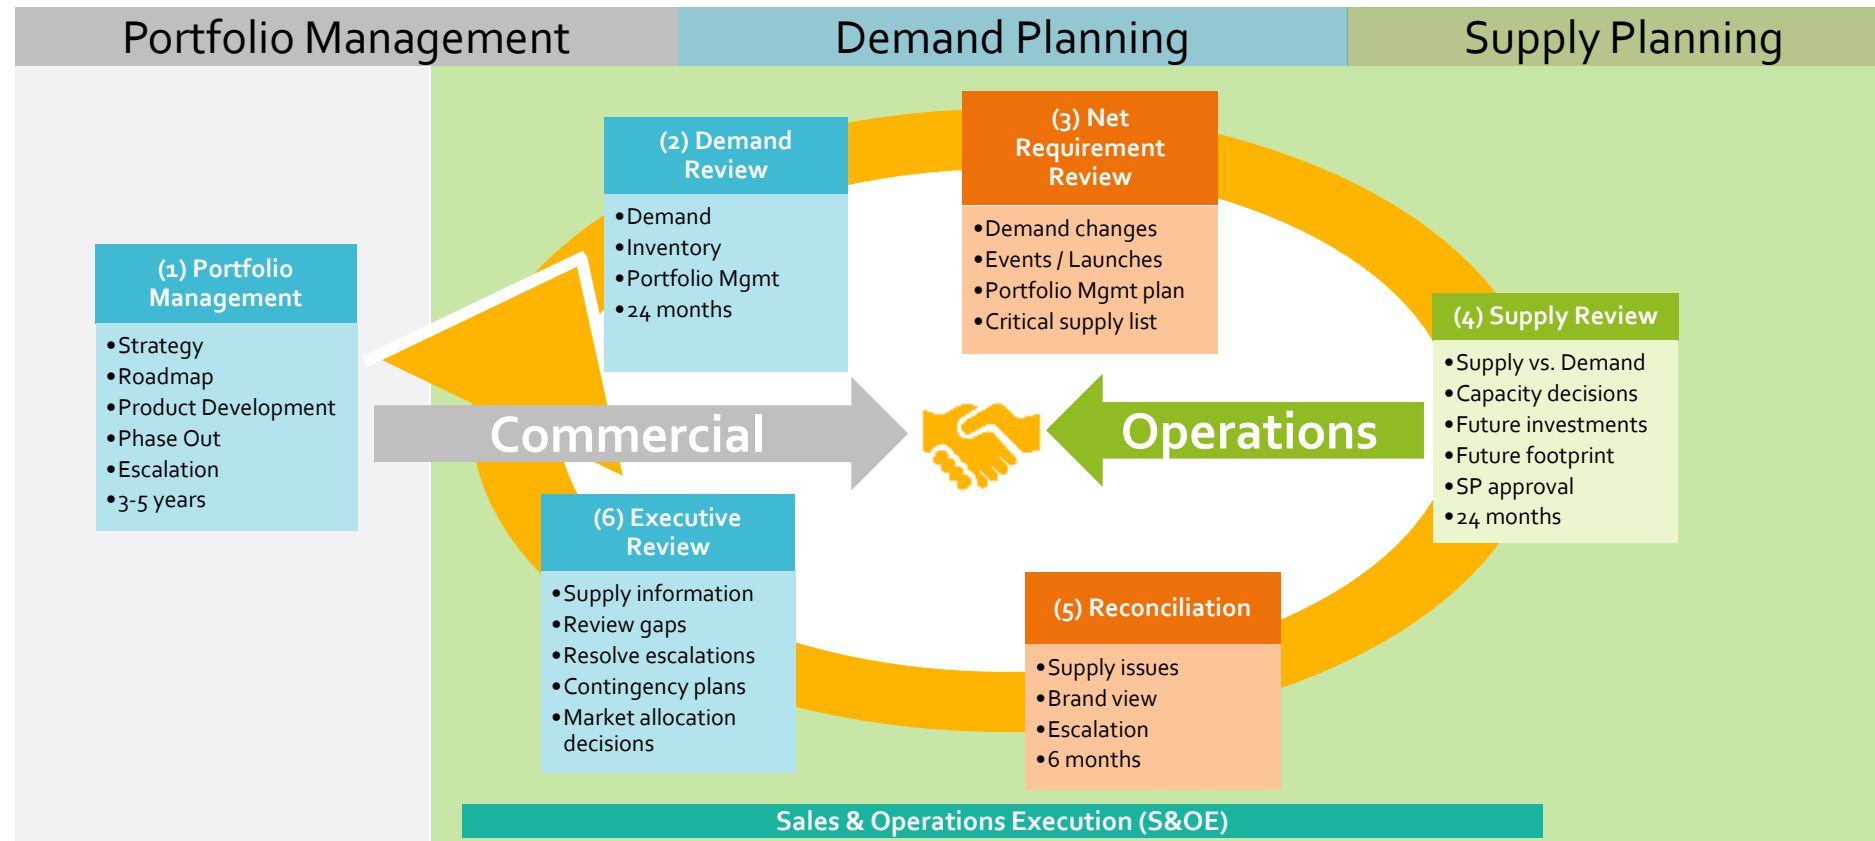 Portfolio Management
Demand Planning
Supply Planning
(1) Portfolio
Management
•Strategy
•Roadmap
•Product Development
•Phase Out
•Escalation
•3-5 years
(2) Demand
Review
•Demand
•Inventory
•Portfolio Mgmt
•24 months
(3) Net
Requirement
Review
•Demand changes
•Events / Launches
•Portfolio Mgmt plan
•Critical supply list
(4) Supply Review
•Supply vs. Demand
•Capacity decisions
•Future investments
•Future footprint
•SP approval
•24 months
Commercial
Operations
(5) Reconciliation
•Supply issues
•Brand view
•Escalation
•6 months
(6) Executive
Review
•Supply information
•Review gaps
•Resolve escalations
•Contingency plans
•Market allocation
decisions
Sales & Operations Execution (S&OE)